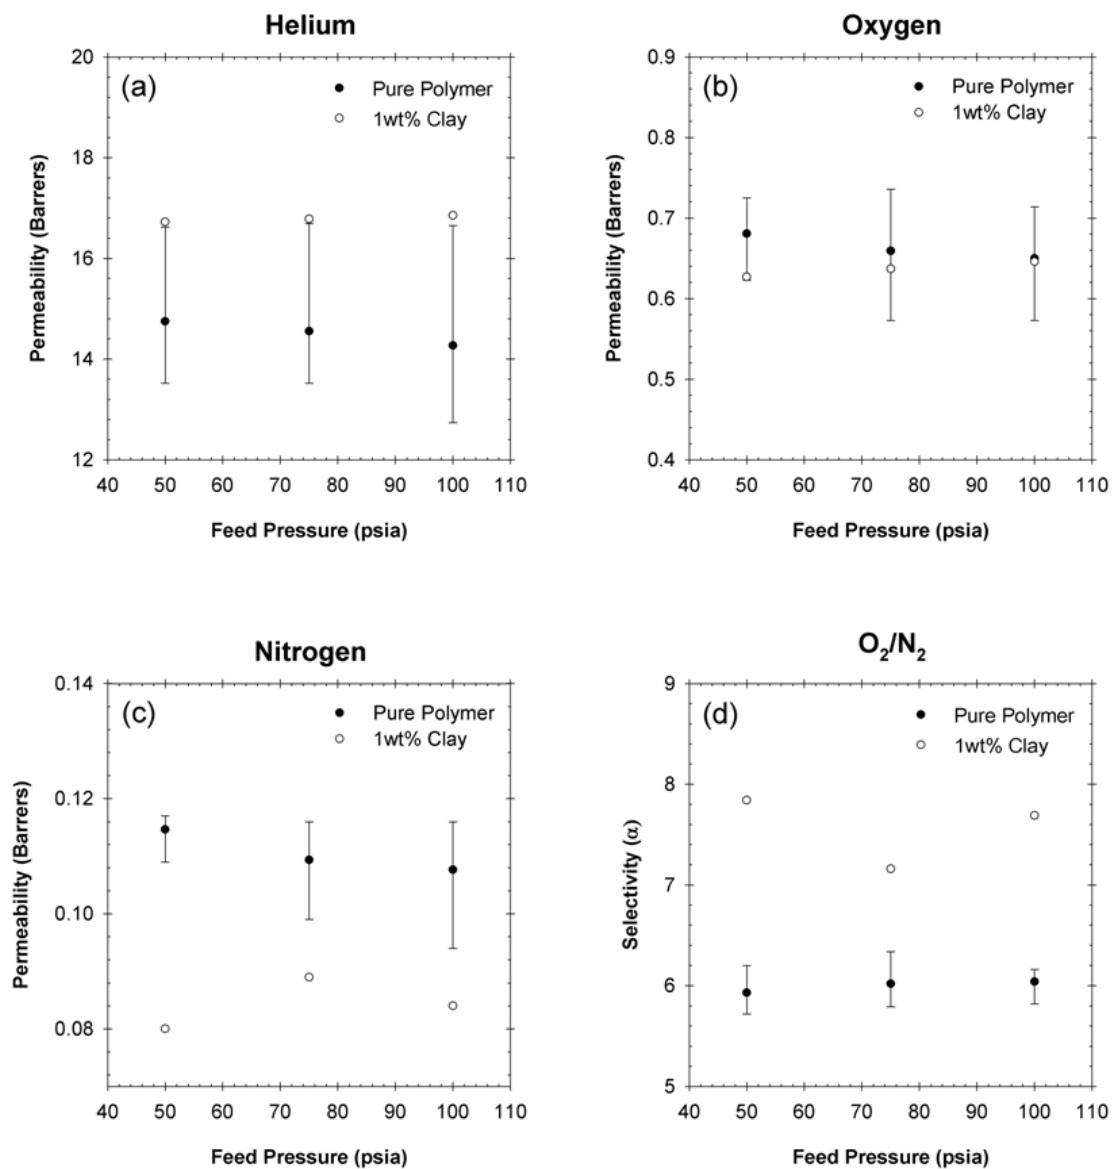 Helium
(a)
Pure Polymer
1wt% Clay
20
18
16
14
12
Permeability (Barrers)
40 50 60 70 80 90 100 110
Feed Pressure (psia)
Oxygen
(b)
Pure Polymer
1wt% Clay
0.9
0.8
0.7
0.6
0.5
0.4
Permeability (Barrers)
40 50 60 70 80 90 100 110
Feed Pressure (psia)
Nitrogen
(c)
Pure Polymer
1wt% Clay
0.14
0.12
0.10
0.08
Permeability (Barrers)
40 50 60 70 80 90 100 110
Feed Pressure (psia)
O₂/N₂
(d)
Pure Polymer
1wt% Clay
9
8
7
6
5
Selectivity (α)
40 50 60 70 80 90 100 110
Feed Pressure (psia)